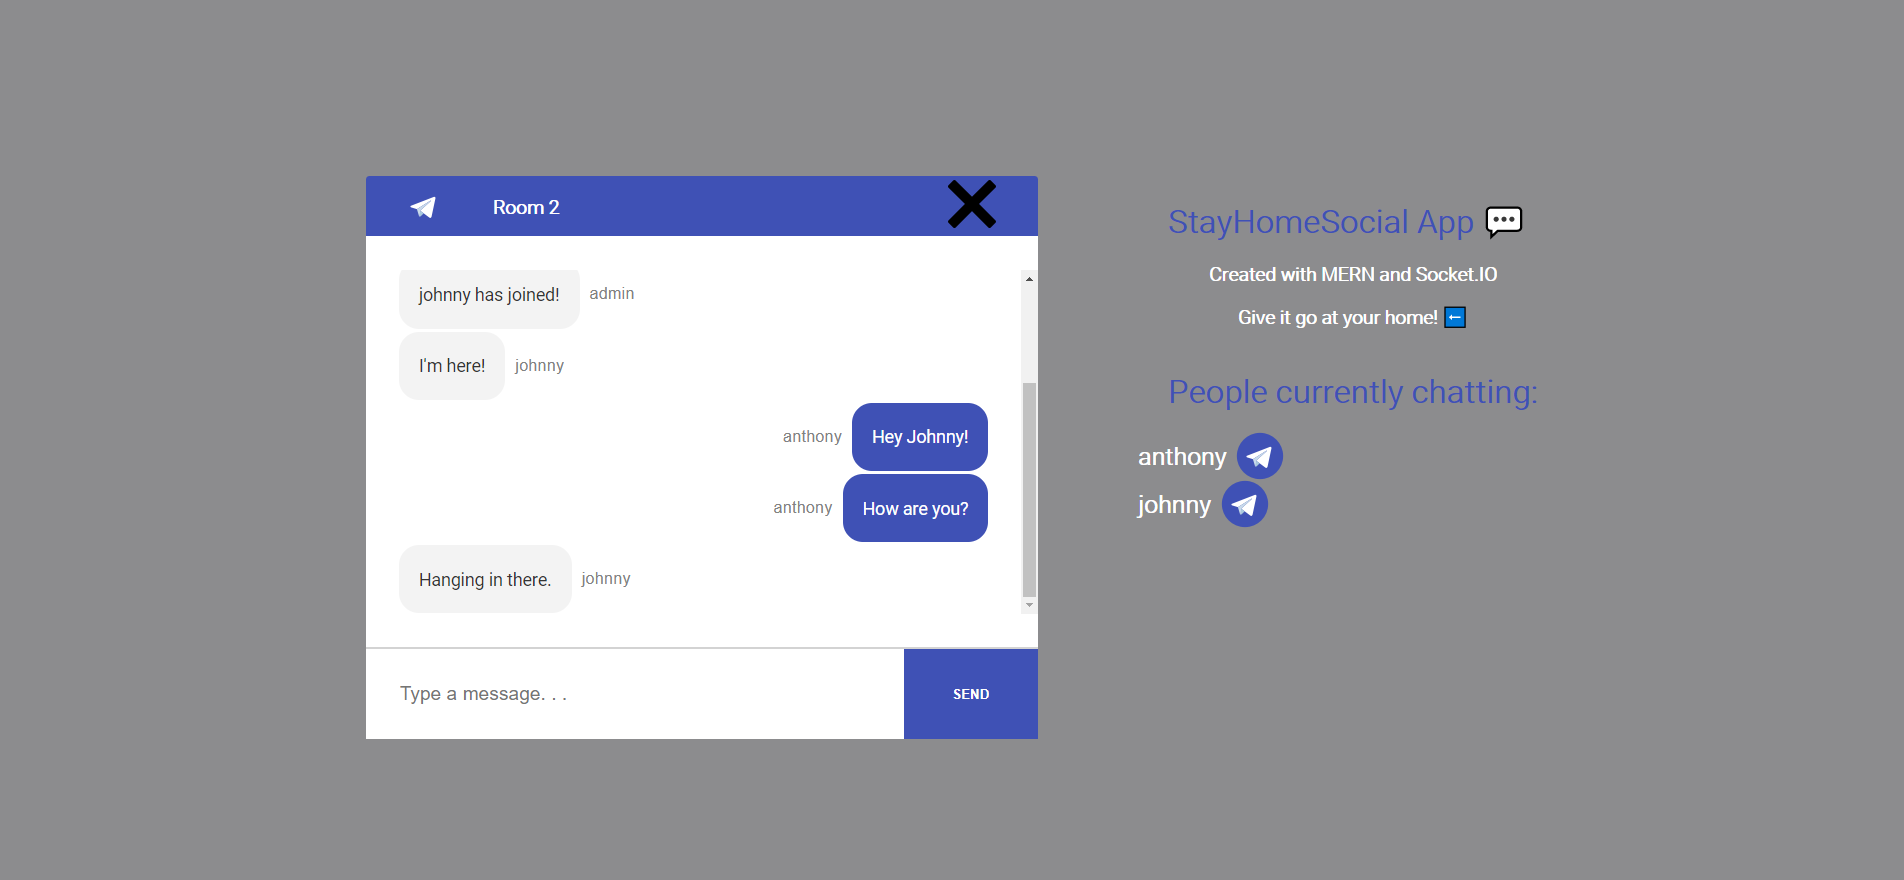 Room 2
johnny has joined! admin
I'm here! johnny
anthony Hey Johnny!
anthony How are you?
Hanging in there. johnny
Type a message. . .
SEND
StayHomeSocial App 💬
Created with MERN and Socket.IO
Give it go at your home! ⬅️
People currently chatting:
anthony
johnny